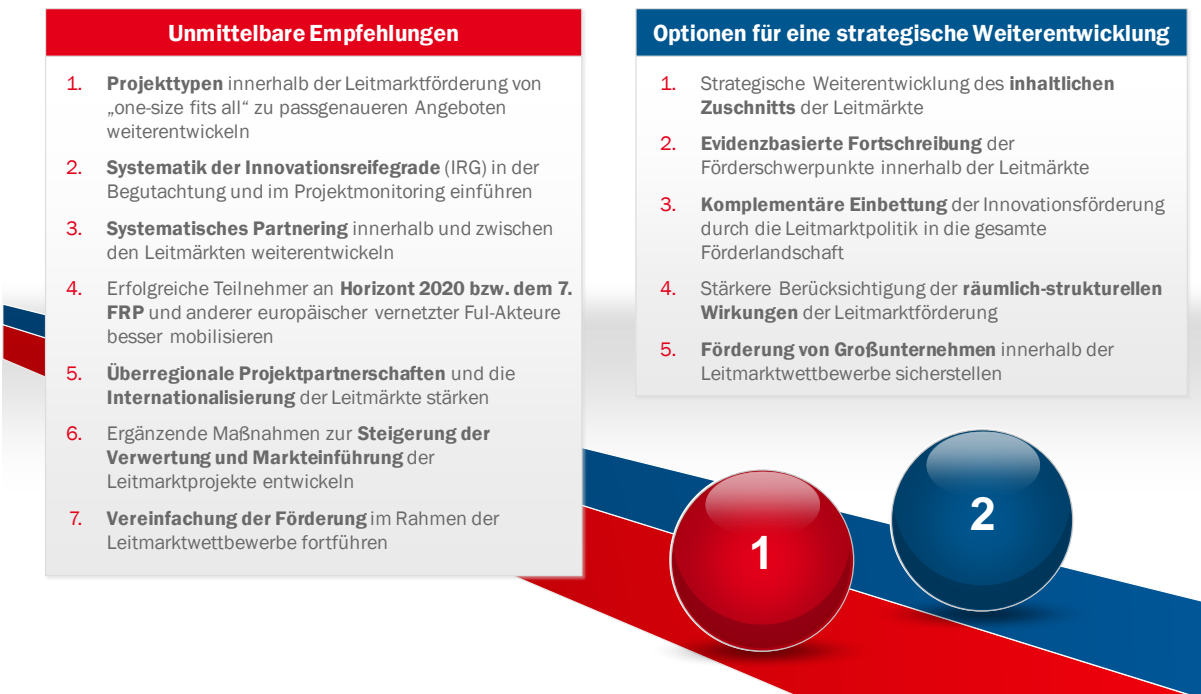 Unmittelbare Empfehlungen
1. Projekttypen innerhalb der Leitmarktförderung von
„one-size fits all“ zu passgenaueren Angeboten
weiterentwickeln
2. Systematik der Innovationsreifegrade (IRG) in der
Begutachtung und im Projektmonitoring einführen
3. Systematisches Partnering innerhalb und zwischen
den Leitmärkten weiterentwickeln
4. Erfolgreiche Teilnehmer an Horizont 2020 bzw. dem 7.
FRP und anderer europäischer vernetzter FuI-Akteure
besser mobilisieren
5. Überregionale Projektpartnerschaften und die
Internationalisierung der Leitmärkte stärken
6. Ergänzende Maßnahmen zur Steigerung der
Verwertung und Markteinführung der
Leitmarktprojekte entwickeln
7. Vereinfachung der Förderung im Rahmen der
Leitmarktwettbewerbe fortführen
Optionen für eine strategische Weiterentwicklung
1. Strategische Weiterentwicklung des inhaltlichen
Zuschnitts der Leitmärkte
2. Evidenzbasierte Fortschreibung der
Förderschwerpunkte innerhalb der Leitmärkte
3. Komplementäre Einbettung der Innovationsförderung
durch die Leitmarktpolitik in die gesamte
Förderlandschaft
4. Stärkere Berücksichtigung der räumlich-strukturellen
Wirkungen der Leitmarktförderung
5. Förderung von Großunternehmen innerhalb der
Leitmarktwettbewerbe sicherstellen
1
2